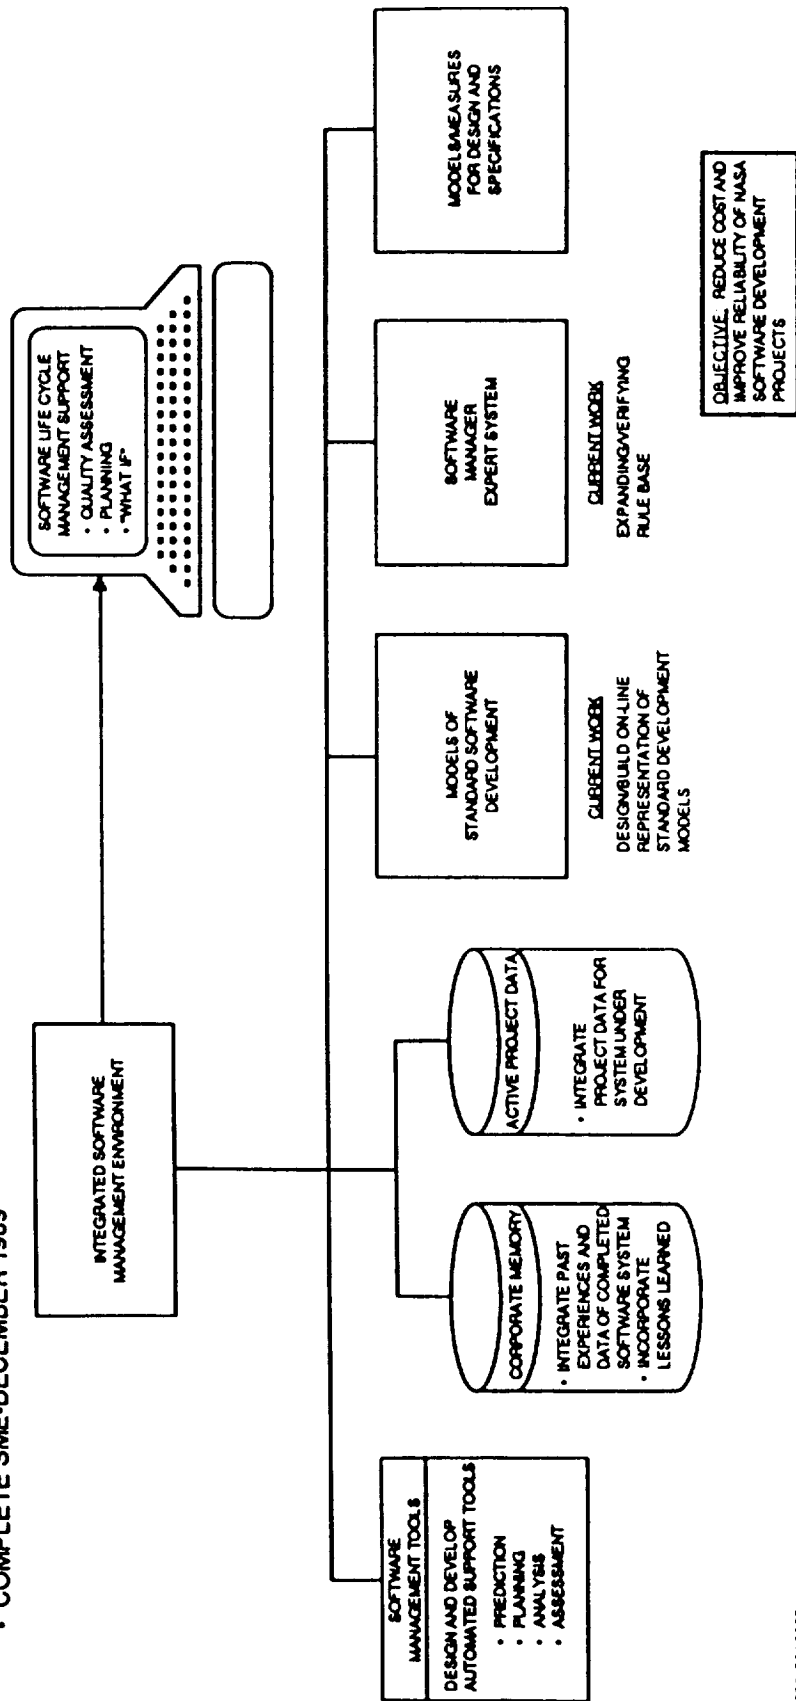 • COMPLETE SME-DECEMBER 1989
INTEGRATED SOFTWARE
MANAGEMENT ENVIRONMENT
SOFTWARE LIFE CYCLE
MANAGEMENT SUPPORT
• QUALITY ASSESSMENT
• PLANNING
• "WHAT IF"
SOFTWARE
MANAGEMENT TOOLS
DESIGN AND DEVELOP
AUTOMATED SUPPORT TOOLS
• PREDICTION
• PLANNING
• ANALYSIS
• ASSESSMENT
CORPORATE MEMORY
• INTEGRATE PAST
EXPERIENCES AND
DATA OF COMPLETED
SOFTWARE SYSTEM
• INCORPORATE
LESSONS LEARNED
ACTIVE PROJECT DATA
• INTEGRATE
PROJECT DATA FOR
SYSTEM UNDER
DEVELOPMENT
MODELS OF
STANDARD SOFTWARE
DEVELOPMENT
CURRENT WORK
DESIGN/BUILD ON-LINE
REPRESENTATION OF
STANDARD DEVELOPMENT
MODELS
SOFTWARE
MANAGER
EXPERT SYSTEM
CURRENT WORK
EXPANDING/VERIFYING
RULE BASE
MODELS/MEASURES
FOR DESIGN AND
SPECIFICATIONS
OBJECTIVE: REDUCE COST AND
IMPROVE RELIABILITY OF NASA
SOFTWARE DEVELOPMENT
PROJECTS